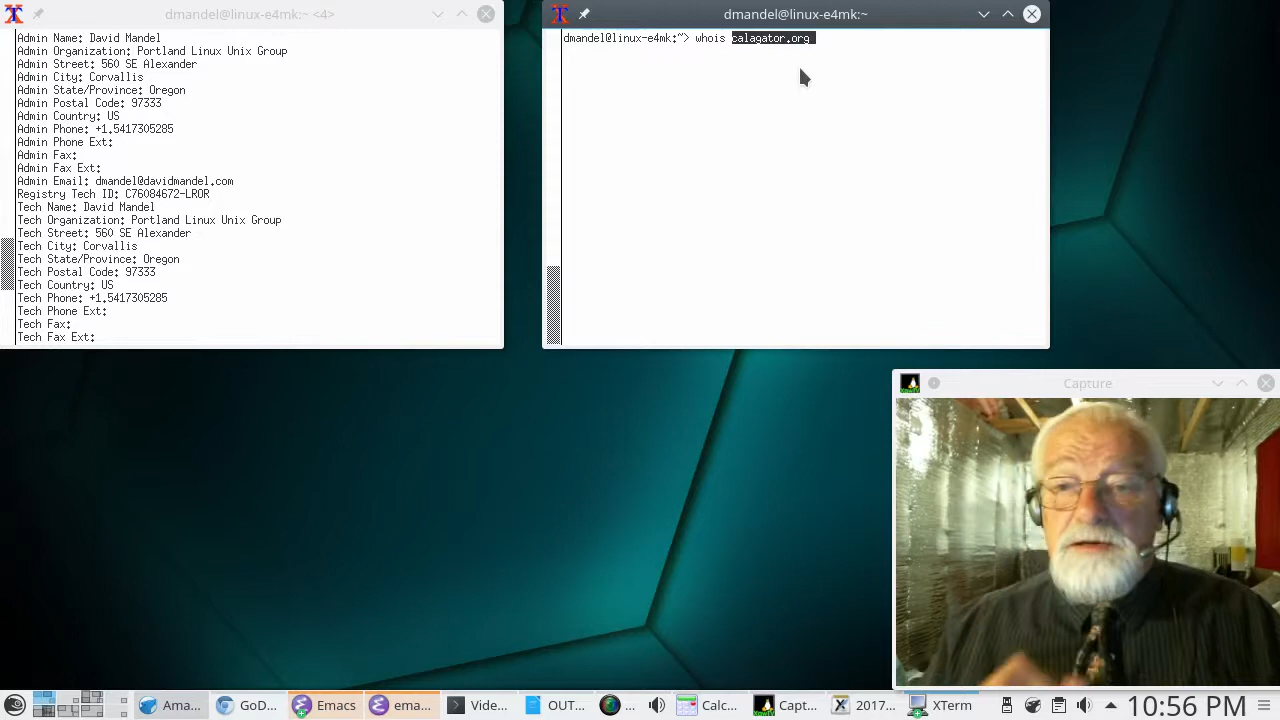 dmandel@linux-e4mk:~ <4>
Admin Name: David Mandel
Admin Organization: Portland Linux Unix Group
Admin Street: 560 SE Alexander
Admin City: Corvallis
Admin State/Province: Oregon
Admin Postal Code: 97333
Admin Country: US
Admin Phone: +1.5417305285
Admin Phone Ext:
Admin Fax:
Admin Fax Ext:
Admin Email: dmandel@davidmandel.com
Registry Tech ID: C76084672-LROR
Tech Name: David Mandel
Tech Organization: Portland Linux Unix Group
Tech Street: 560 SE Alexander
Tech City: Corvallis
Tech State/Province: Oregon
Tech Postal Code: 97333
Tech Country: US
Tech Phone: +1.5417305285
Tech Phone Ext:
Tech Fax:
Tech Fax Ext:
dmandel@linux-e4mk:~
dmandel@linux-e4mk:~> whois calagator.org
Capture
Ama... GoD... Emacs ema... Vide... OUT... ... Calc... Capt... 2017... XTerm 10:56 PM